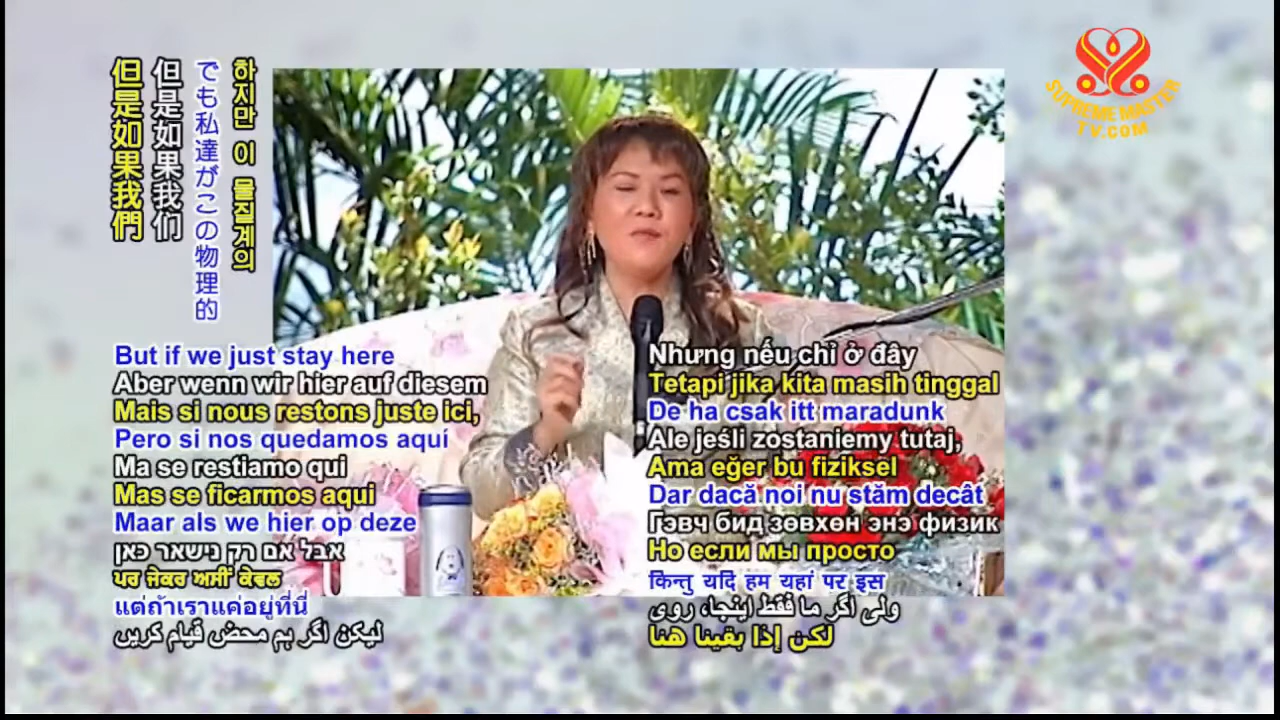 SUPREME MASTER
TV.COM
하지만 이 물질계의
でも私達がこの物理的
但是如果我们
但是如果我們
But if we just stay here
Aber wenn wir hier auf diesem
Mais si nous restons juste ici,
Pero si nos quedamos aquí
Ma se restiamo qui
Mas se ficarmos aqui
Maar als we hier op deze
אבל אם רק נישאר כאן
ਪਰ ਜੇਕਰ ਅਸੀਂ ਕੇਵਲ
แต่ถ้าเราแค่อยู่ที่นี่
لیکن اگر ہم محض قیام کریں
Nhưng nếu chỉ ở đây
Tetapi jika kita masih tinggal
De ha csak itt maradunk
Ale jeśli zostaniemy tutaj,
Ama eğer bu fiziksel
Dar dacă noi nu stăm decât
Гэвч бид зөвхөн энэ физик
Но если мы просто
किन्तु यदि हम यहां पर इस
ولی اگر ما فقط اینجا، روی
لكن إذا بقينا هنا